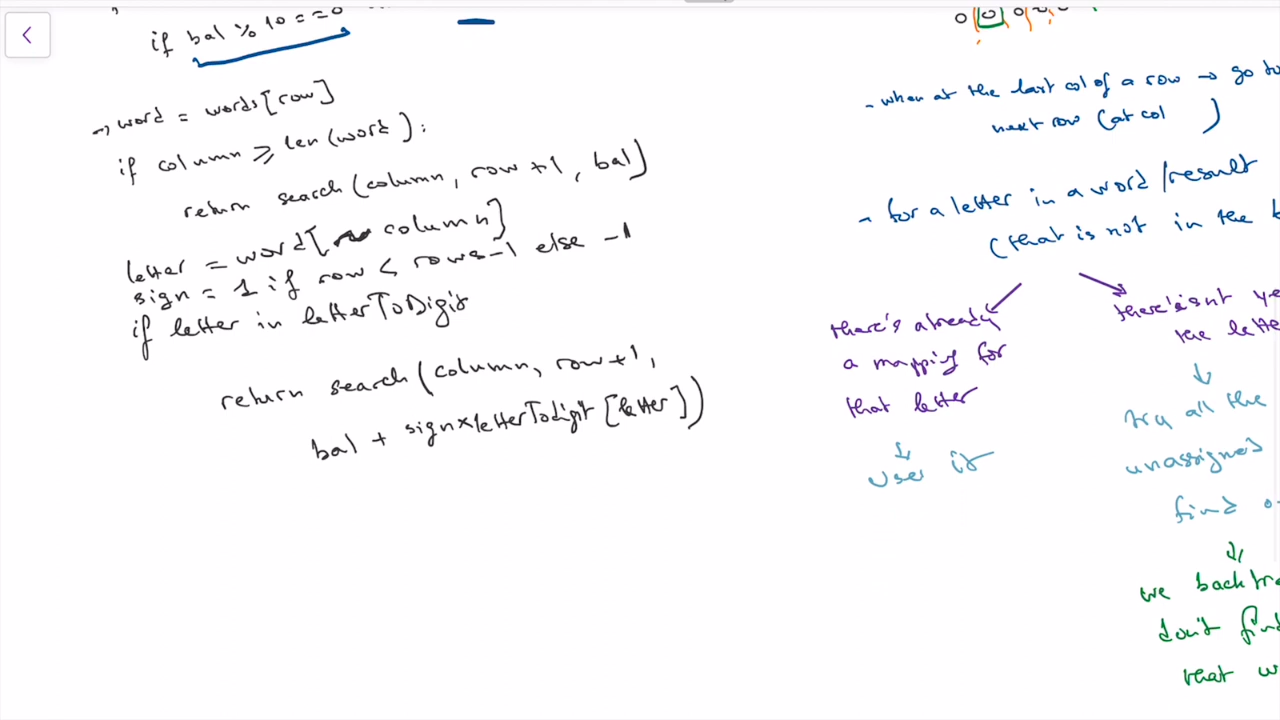 if bal % 10 == 0
→ word = words[row]
if column ≥ len(word):
return search(column, row+1, bal)
letter = word[ column]
sign = 1 if row < rows-1 else -1
if letter in letterToDigit
return search(column, row+1,
bal + sign×letterToDigit[letter])
- when at the last col of a row → go to
next row (at col )
- for a letter in a word/result
(that is not in the
there's already
a mapping for
that letter
↓
use it
there isn't
the
↓
try all the
unassigned
find
↓
we
don't
that